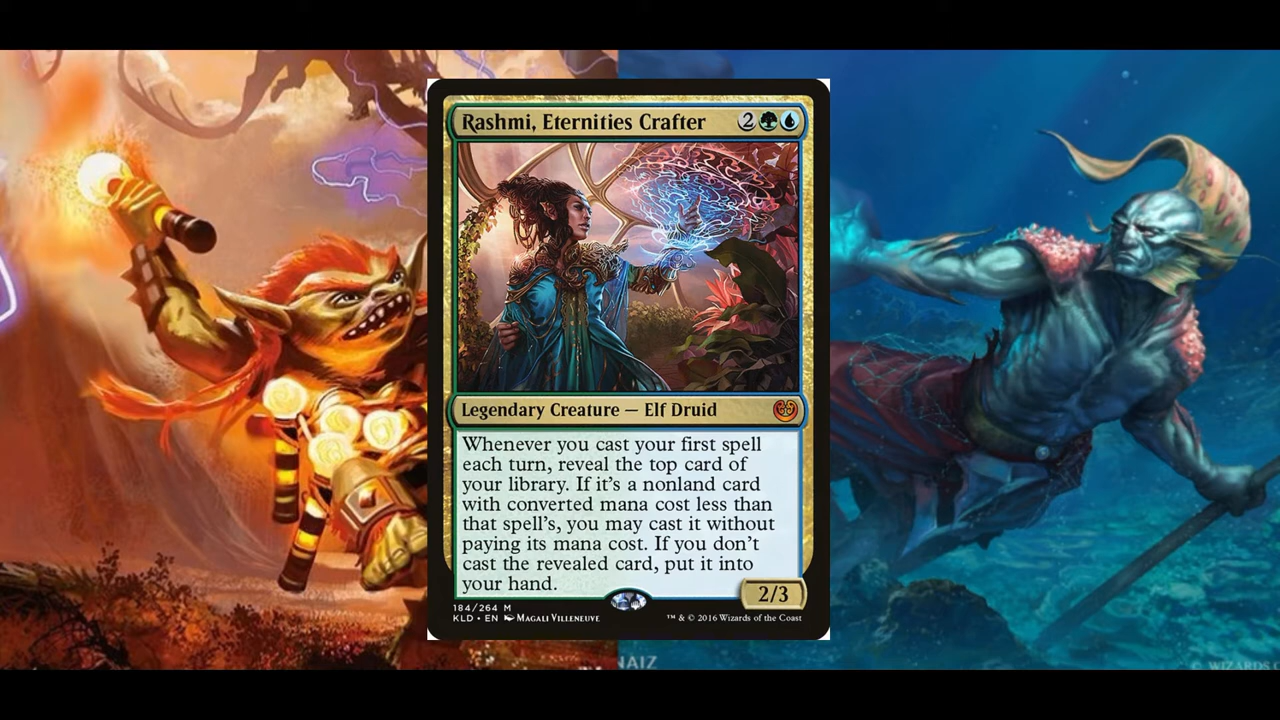 Rashmi, Eternities Crafter 2
Legendary Creature — Elf Druid
Whenever you cast your first spell
each turn, reveal the top card of
your library. If it's a nonland card
with converted mana cost less than
that spell's, you may cast it without
paying its mana cost. If you don't
cast the revealed card, put it into
your hand.
2/3
184/264 M
KLD • EN MAGALI VILLENEUVE
™ & © 2016 Wizards of the Coast
NAIZ
© WIZARDS